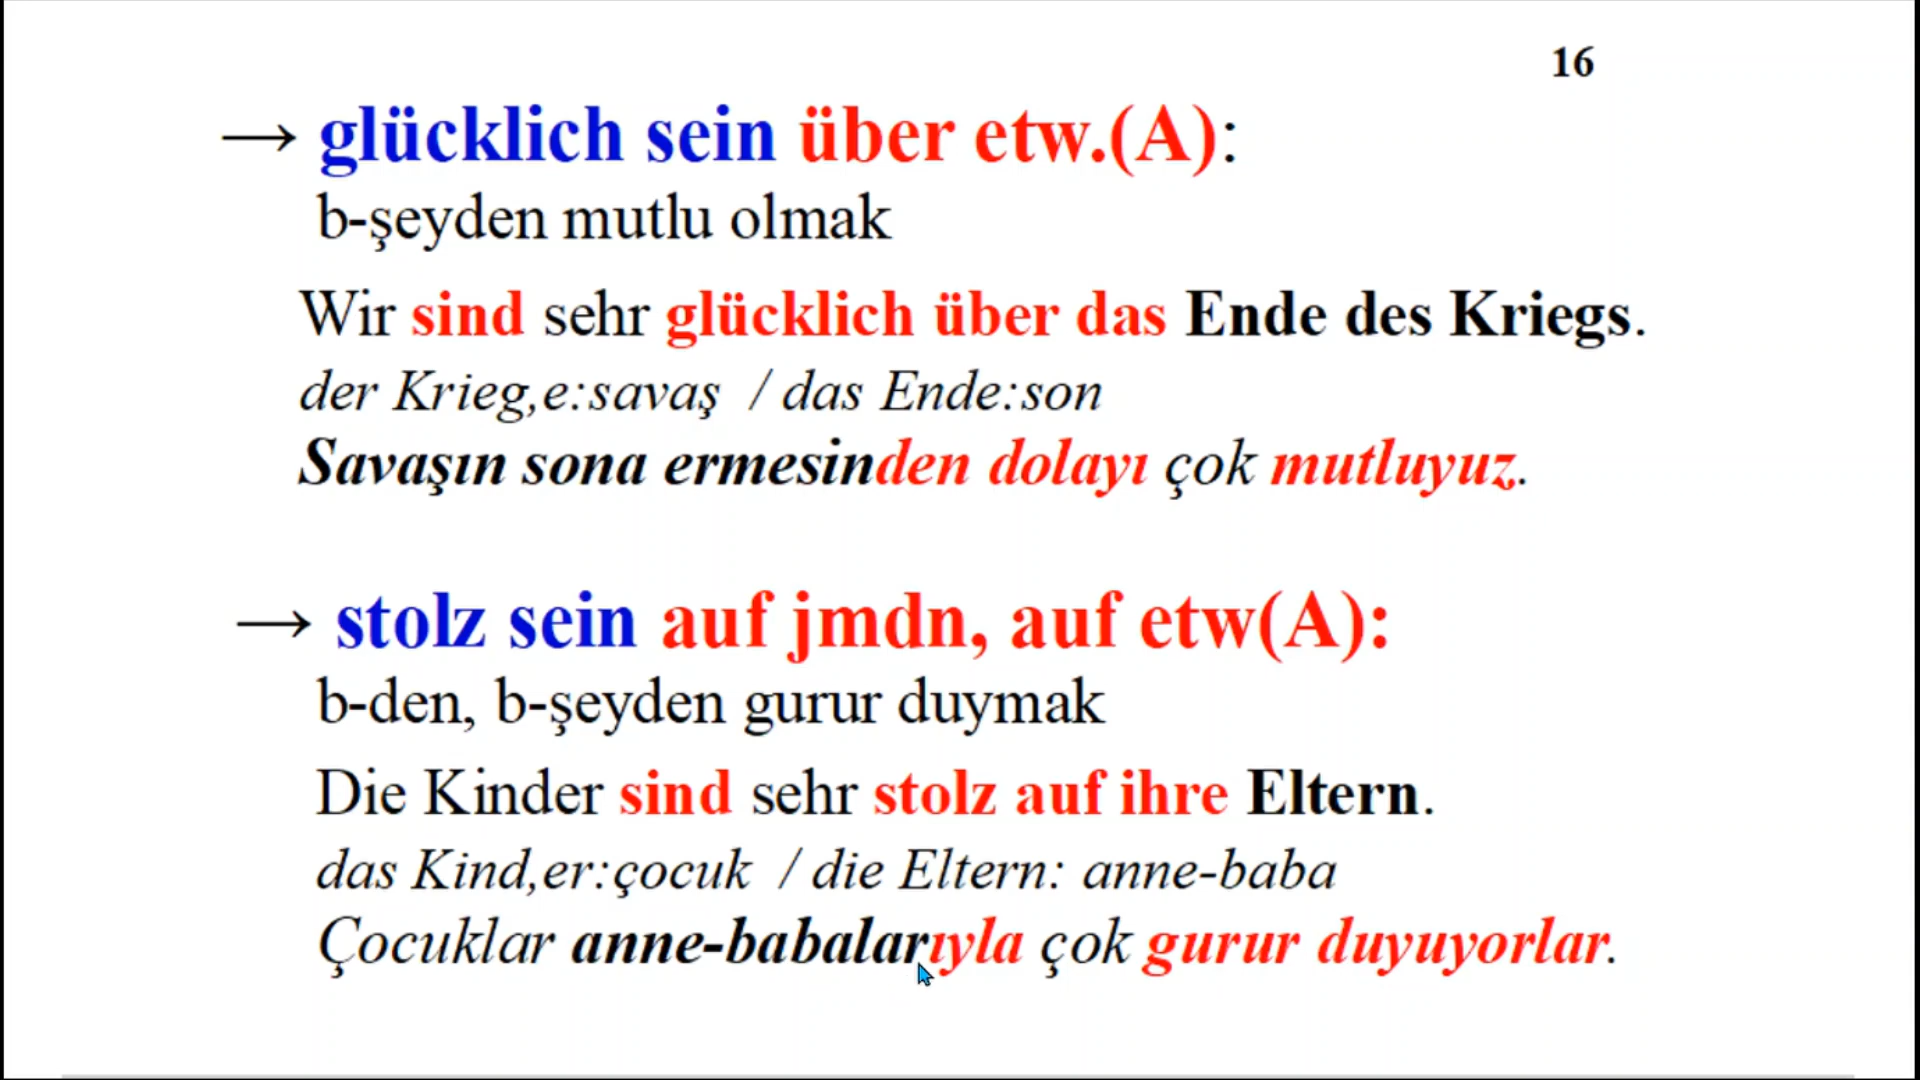 16
→ glücklich sein über etw.(A):
b-şeyden mutlu olmak
Wir sind sehr glücklich über das Ende des Kriegs.
der Krieg,e:savaş / das Ende:son
Savaşın sona ermesinden dolayı çok mutluyuz.
→ stolz sein auf jmdn, auf etw(A):
b-den, b-şeyden gurur duymak
Die Kinder sind sehr stolz auf ihre Eltern.
das Kind,er:çocuk / die Eltern: anne-baba
Çocuklar anne-babalarıyla çok gurur duyuyorlar.